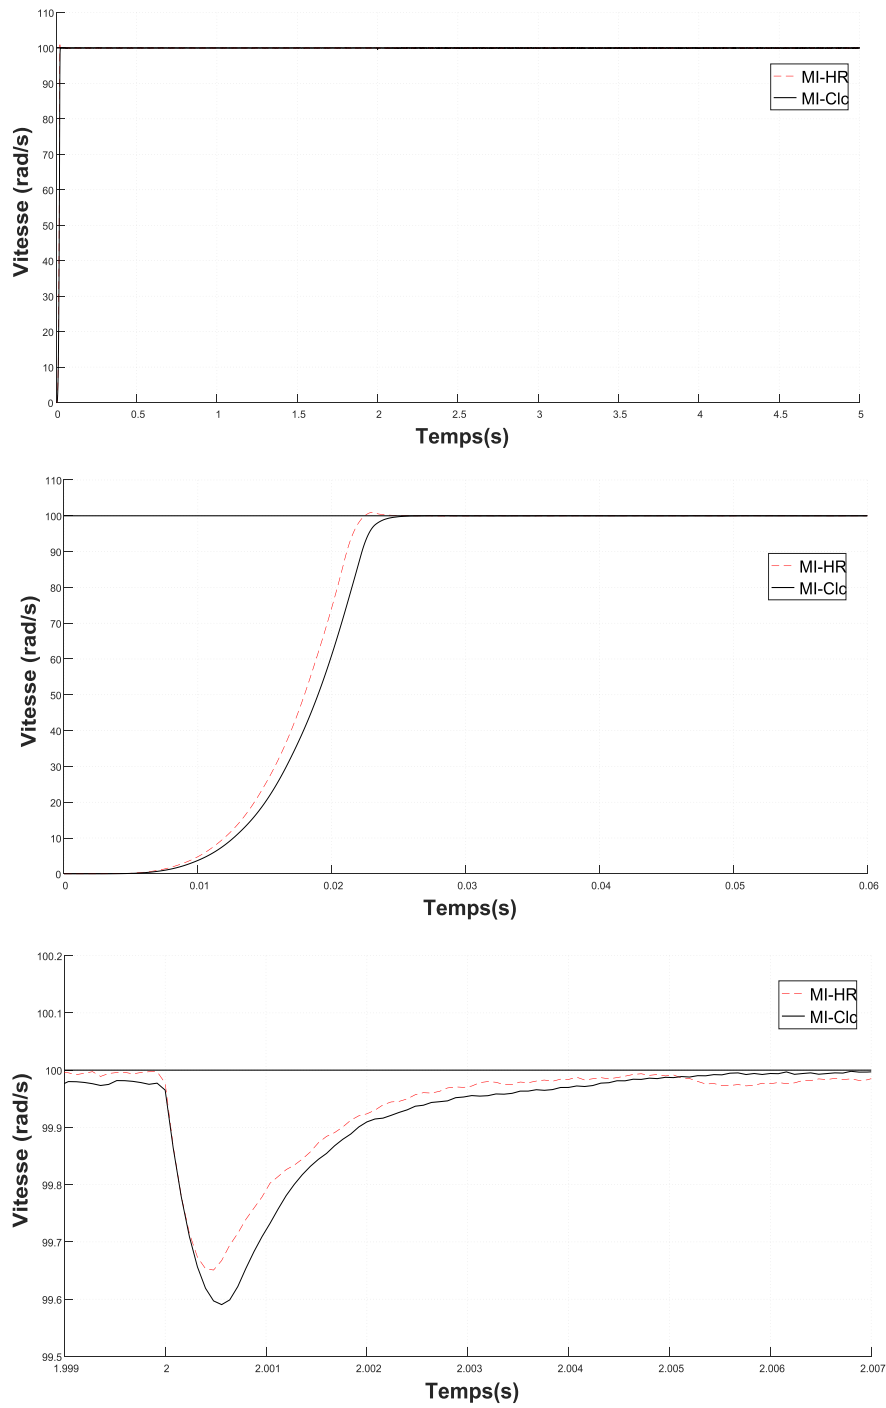 110
100
90
80
70
60
50
40
30
20
10
0
Vitesse (rad/s)
MI-HR
MI-Clc
0 0.5 1 1.5 2 2.5 3 3.5 4 4.5 5
Temps(s)
110
100
90
80
70
60
50
40
30
20
10
0
Vitesse (rad/s)
MI-HR
MI-Clc
0 0.01 0.02 0.03 0.04 0.05 0.06
Temps(s)
100.2
100.1
100
99.9
99.8
99.7
99.6
99.5
Vitesse (rad/s)
MI-HR
MI-Clc
1.999 2 2.001 2.002 2.003 2.004 2.005 2.006 2.007
Temps(s)